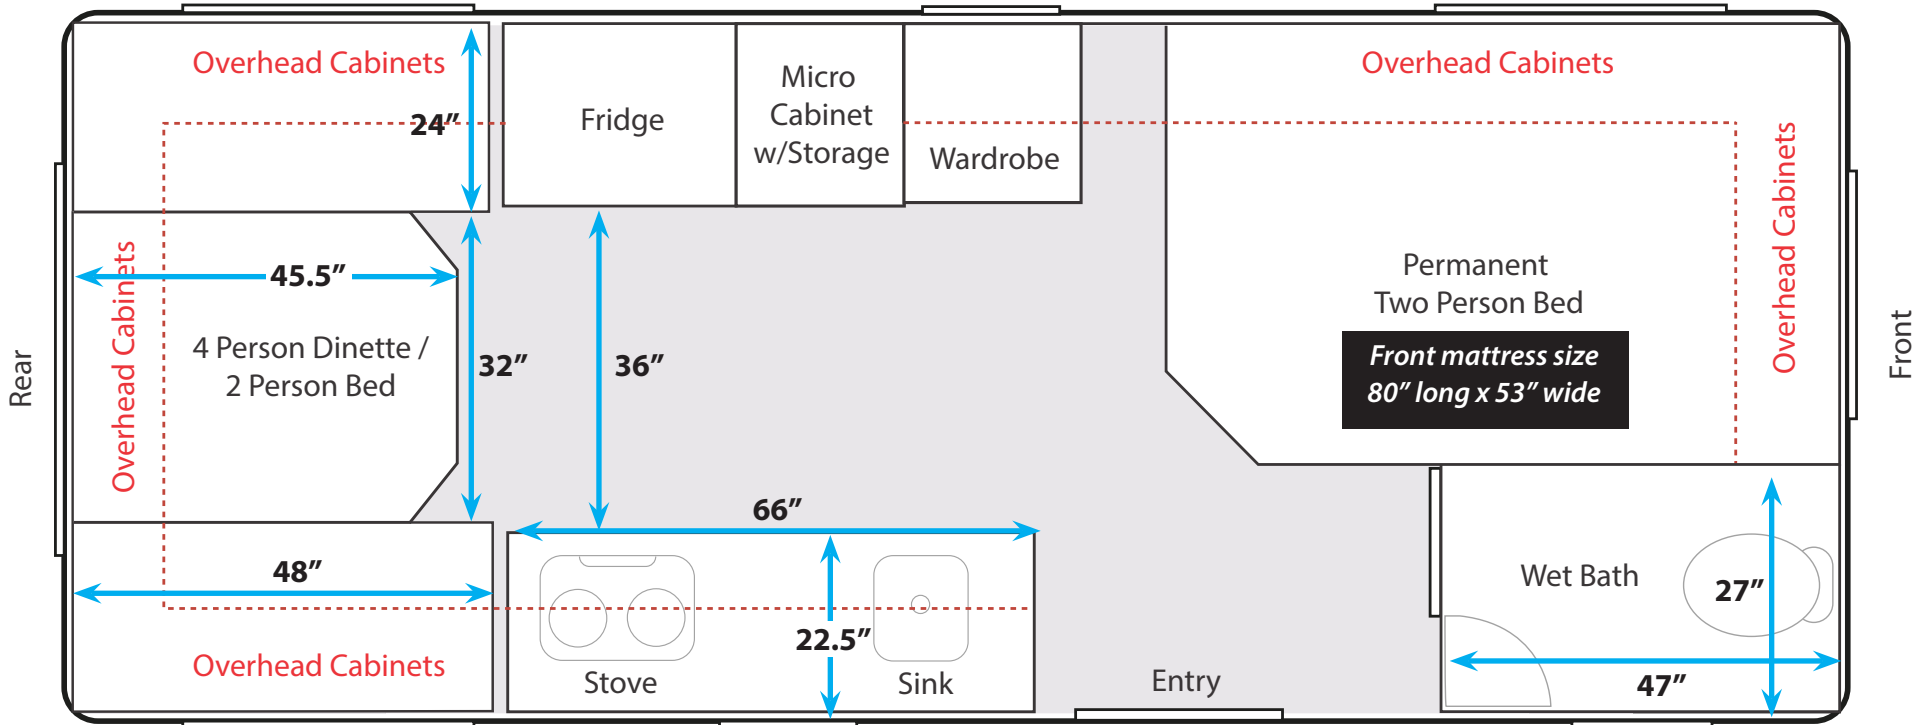 Overhead Cabinets
24″
Fridge
Micro
Cabinet
w/Storage
Wardrobe
Overhead Cabinets
Overhead Cabinets
Permanent
Two Person Bed
Front mattress size
80″ long x 53″ wide
Front
Rear
Overhead Cabinets
45.5″
4 Person Dinette /
2 Person Bed
32″
36″
66″
48″
22.5″
Overhead Cabinets
Stove
Sink
Entry
Wet Bath
27″
47″